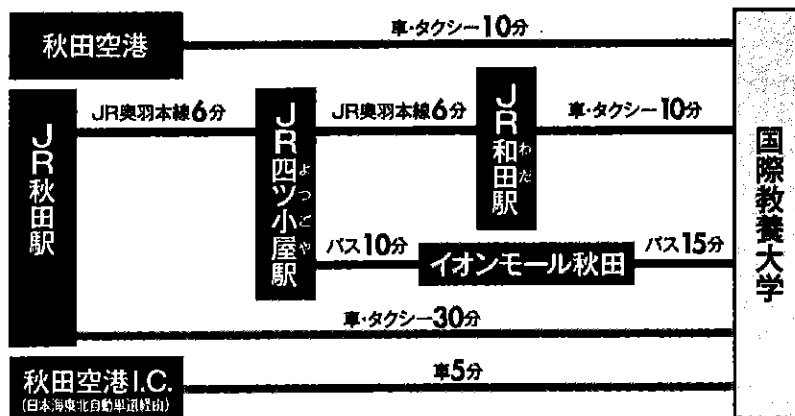 秋田空港
車・タクシー10分
JR秋田駅
JR奥羽本線6分
JR四ツ小屋駅
よつごや
JR奥羽本線6分
JR和田駅
わだ
車・タクシー10分
バス10分
イオンモール秋田
バス15分
車・タクシー30分
秋田空港I.C.
(日本海東北自動車道経由)
車5分
国際教養大学